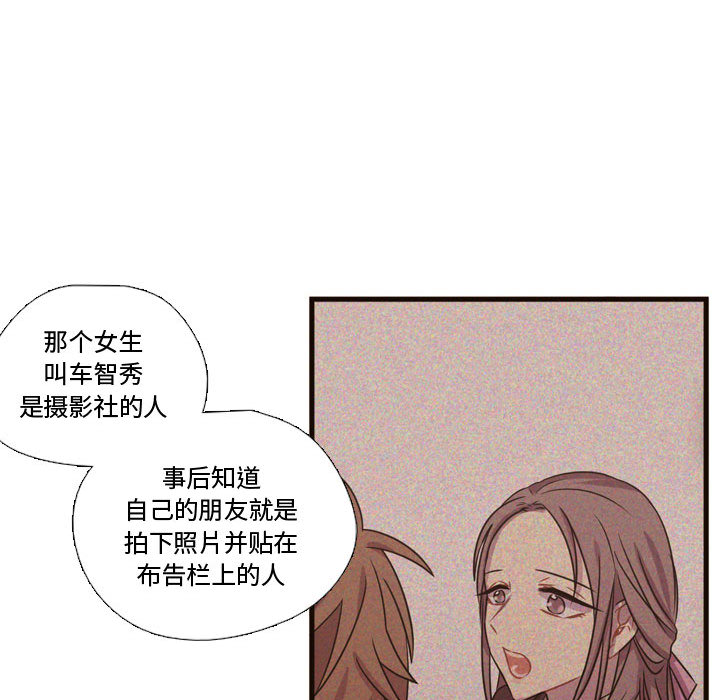 那个女生
叫车智秀
是摄影社的人
事后知道
自己的朋友就是
拍下照片并贴在
布告栏上的人